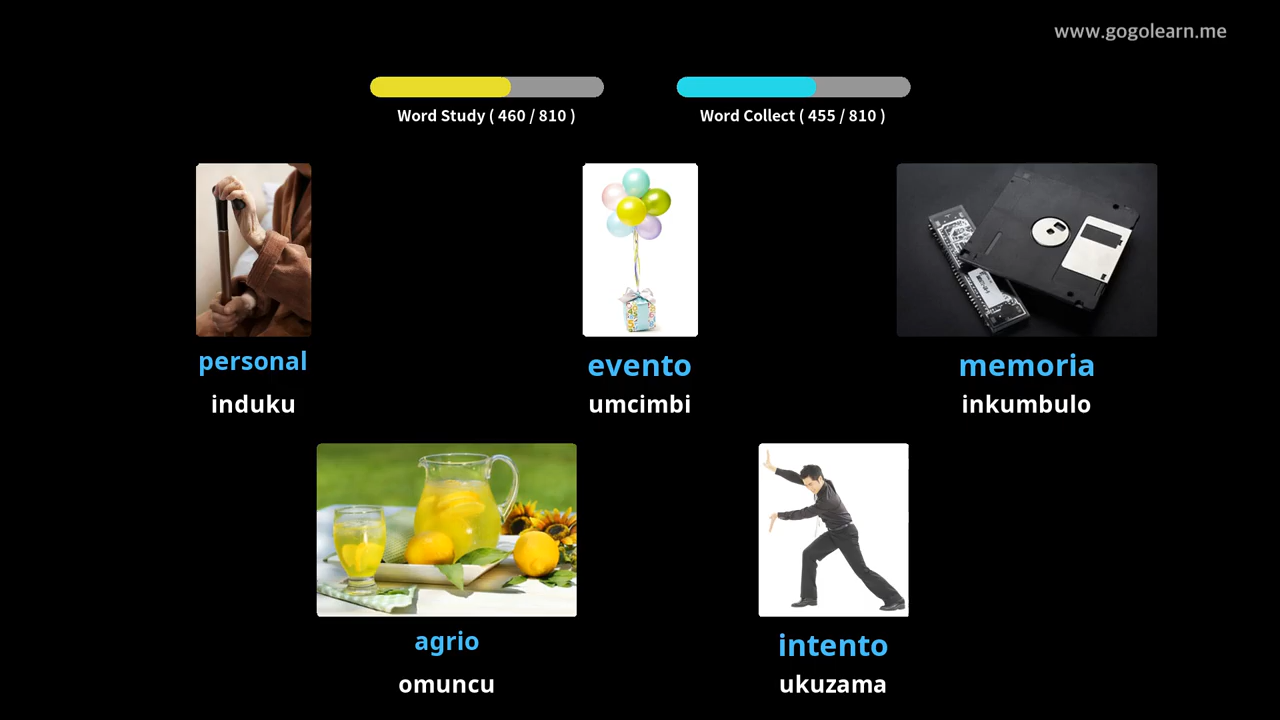 www.gogolearn.me
Word Study ( 460 / 810 )
Word Collect ( 455 / 810 )
personal
induku
evento
umcimbi
memoria
inkumbulo
agrio
omuncu
intento
ukuzama